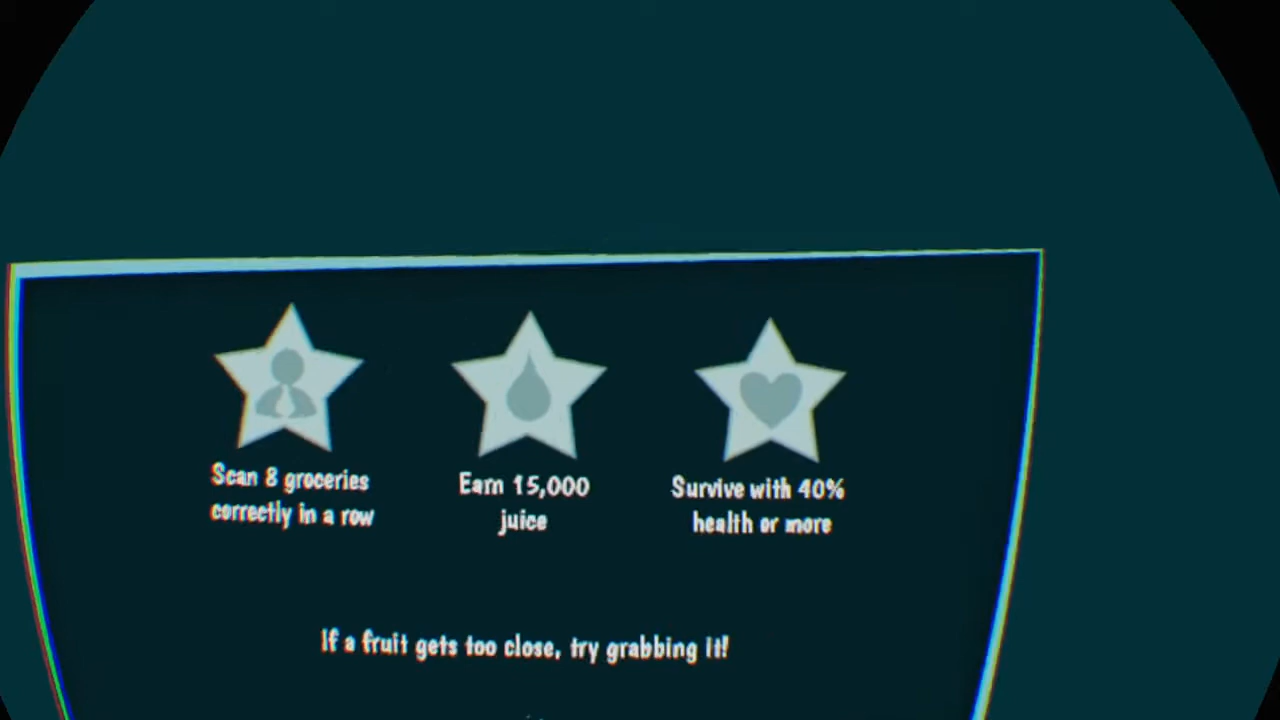 Scan 8 groceries
correctly in a row
Earn 15,000
juice
Survive with 40%
health or more
If a fruit gets too close, try grabbing it!